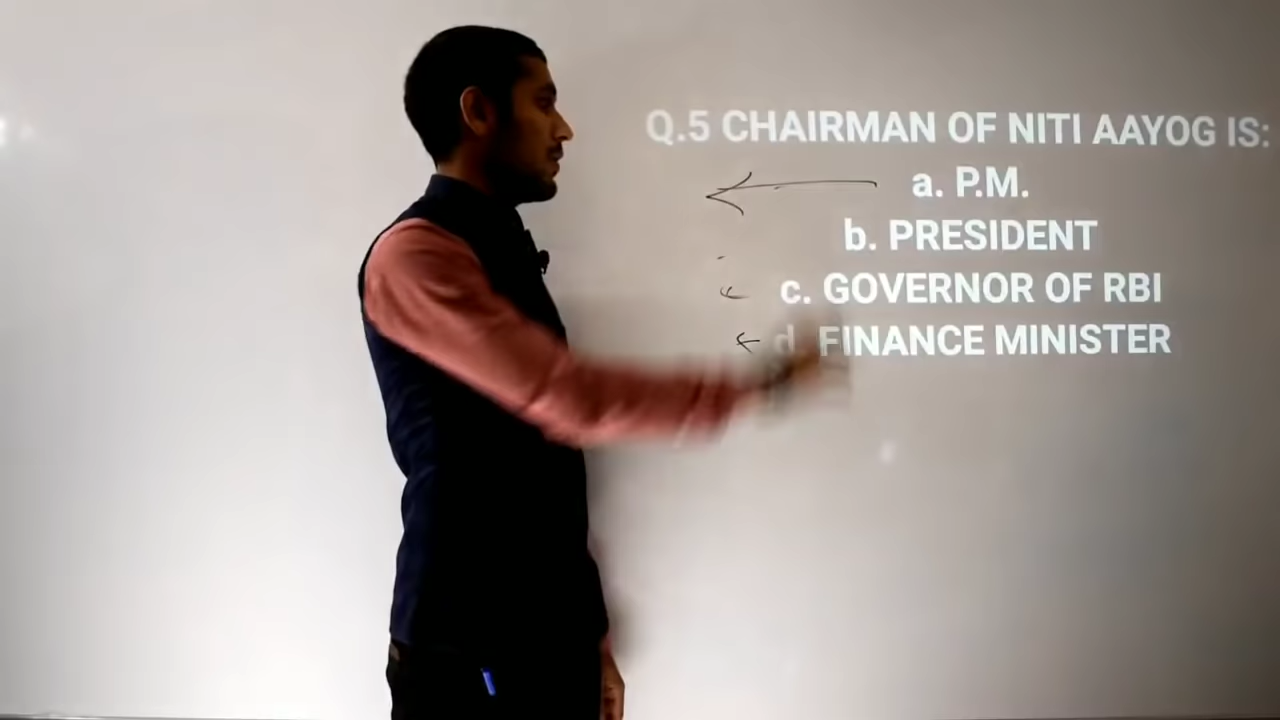 Q.5 CHAIRMAN OF NITI AAYOG IS:
a. P.M.
b. PRESIDENT
c. GOVERNOR OF RBI
d. FINANCE MINISTER